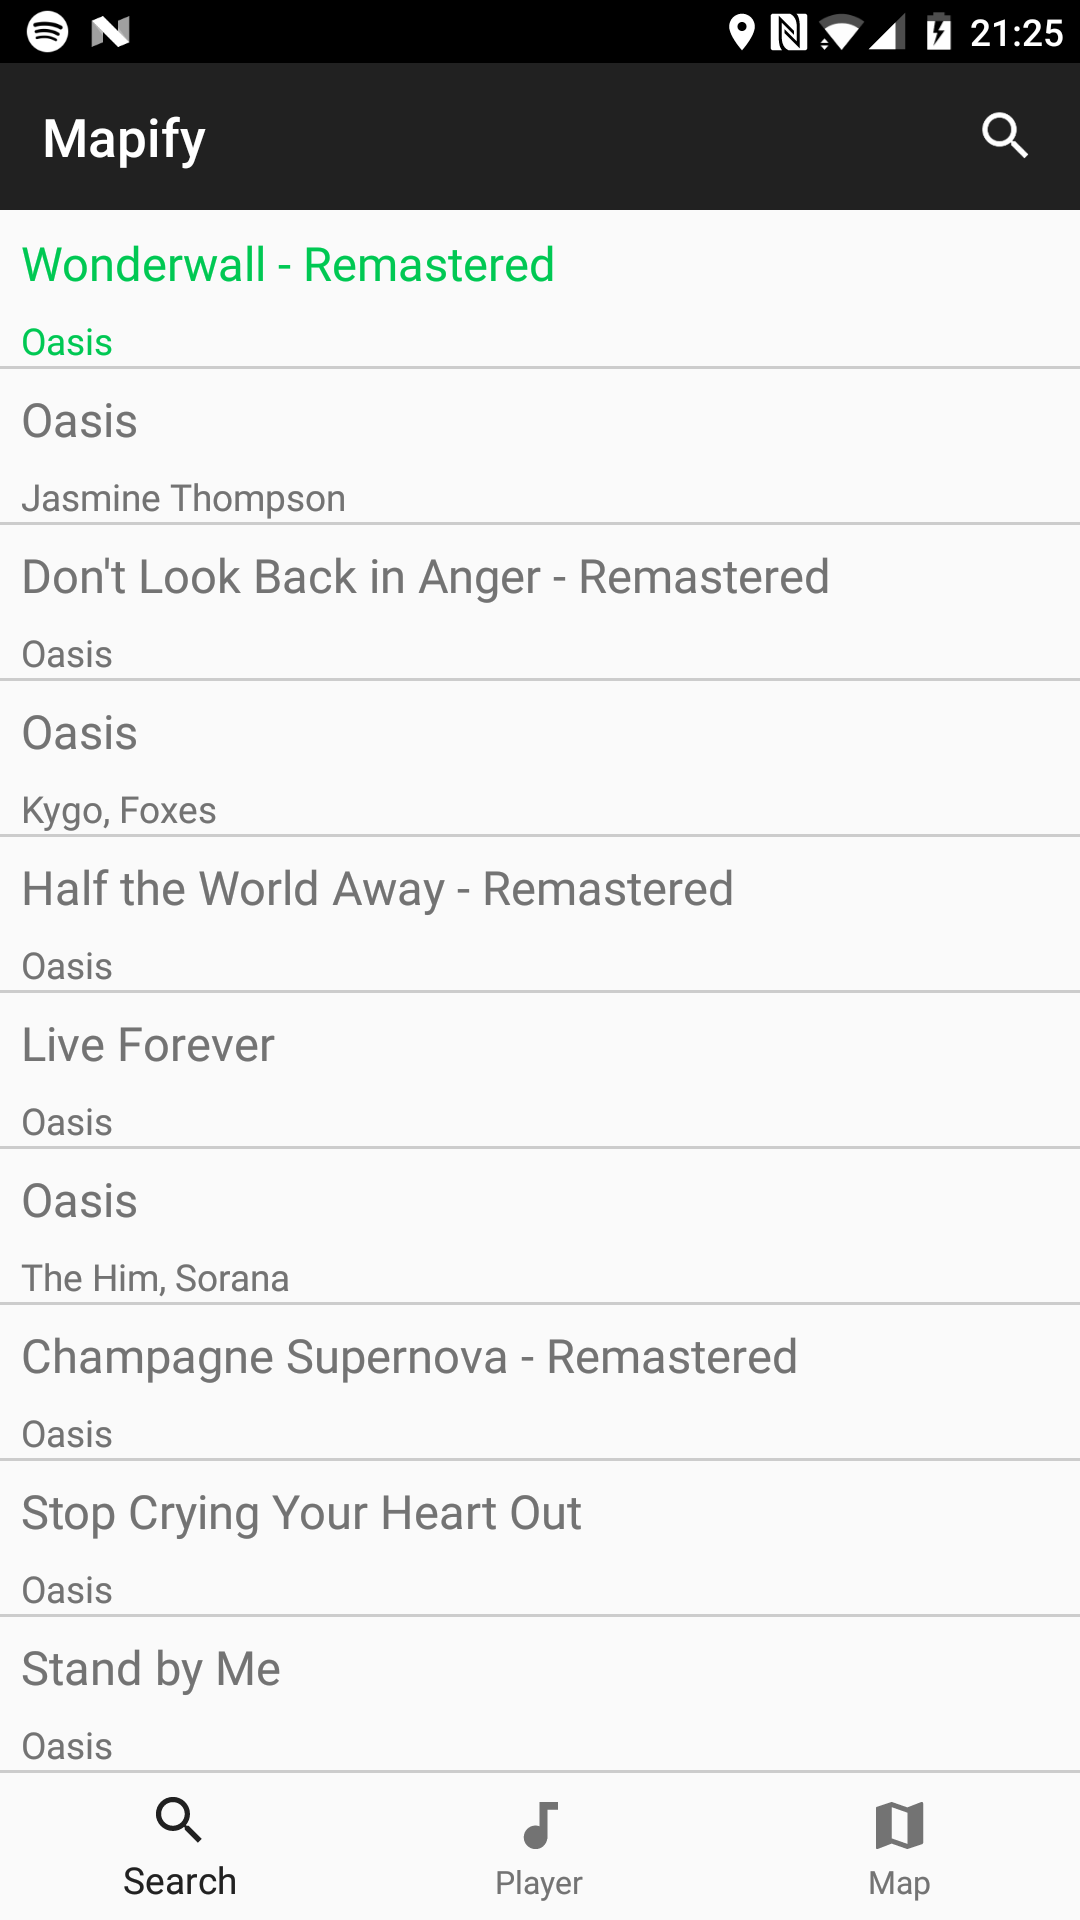 21:25
Mapify
Wonderwall - Remastered
Oasis
Oasis
Jasmine Thompson
Don't Look Back in Anger - Remastered
Oasis
Oasis
Kygo, Foxes
Half the World Away - Remastered
Oasis
Live Forever
Oasis
Oasis
The Him, Sorana
Champagne Supernova - Remastered
Oasis
Stop Crying Your Heart Out
Oasis
Stand by Me
Oasis
Search
Player
Map